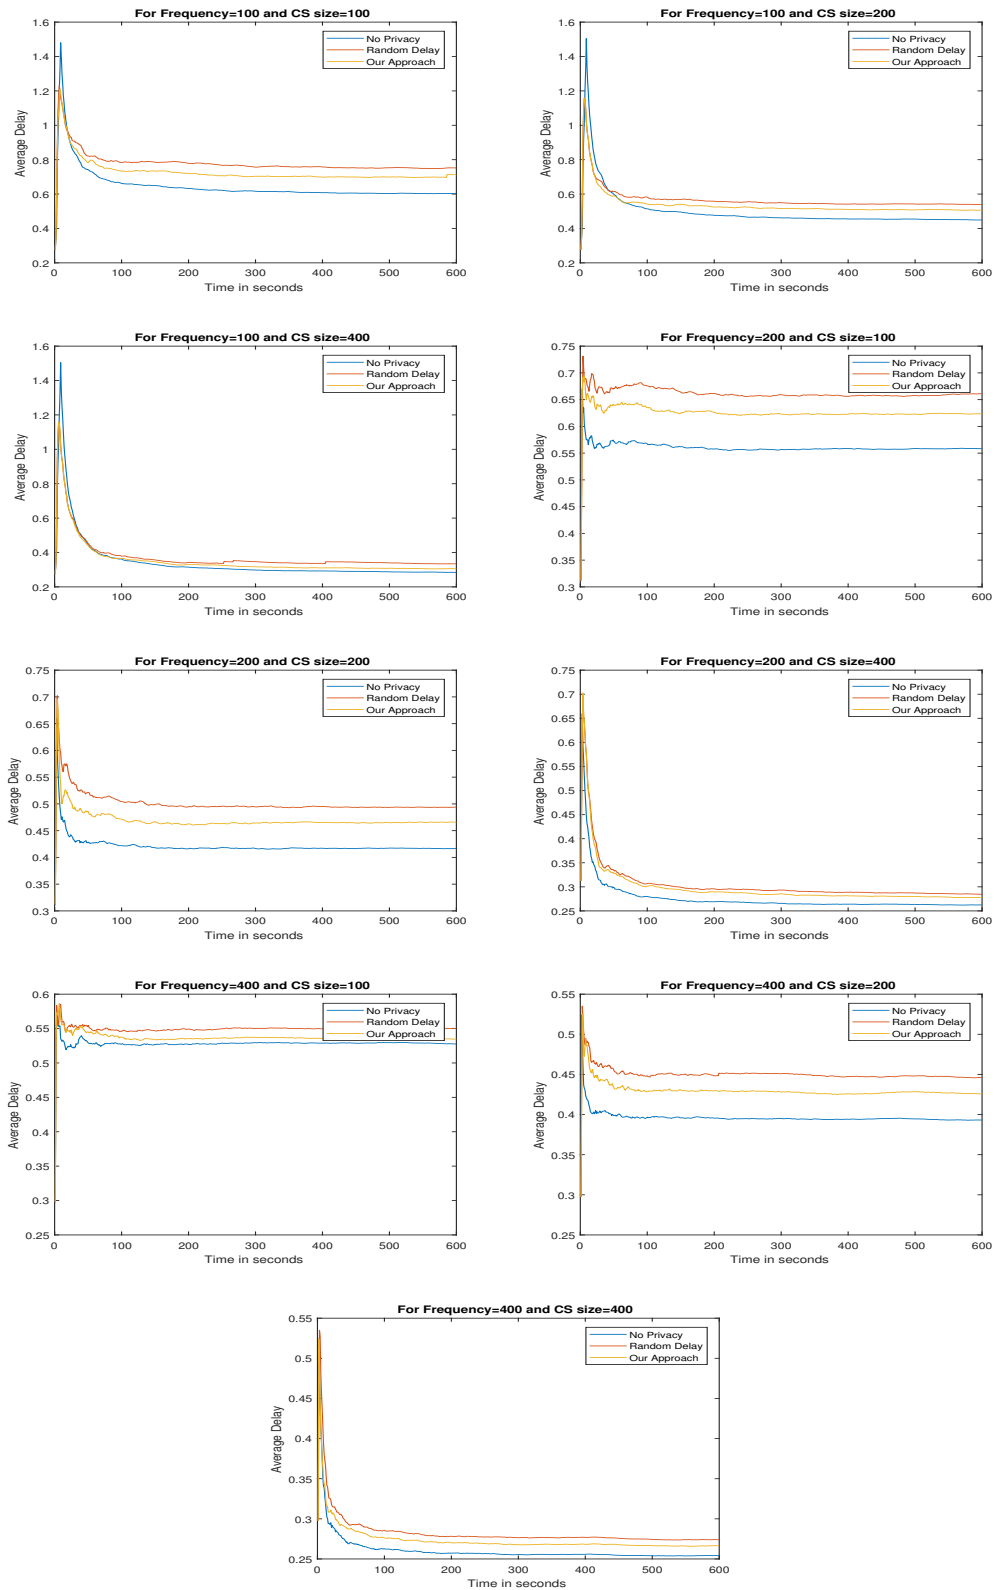 For Frequency=100 and CS size=100
1.6
1.4
1.2
1
0.8
0.6
0.4
0.2
Average Delay
No Privacy
Random Delay
Our Approach
0 100 200 300 400 500 600
Time in seconds
For Frequency=100 and CS size=200
1.6
1.4
1.2
1
0.8
0.6
0.4
0.2
Average Delay
No Privacy
Random Delay
Our Approach
0 100 200 300 400 500 600
Time in seconds
For Frequency=100 and CS size=400
1.6
1.4
1.2
1
0.8
0.6
0.4
0.2
Average Delay
No Privacy
Random Delay
Our Approach
0 100 200 300 400 500 600
Time in seconds
For Frequency=200 and CS size=100
0.75
0.7
0.65
0.6
0.55
0.5
0.45
0.4
0.35
0.3
Average Delay
No Privacy
Random Delay
Our Approach
0 100 200 300 400 500 600
Time in seconds
For Frequency=200 and CS size=200
0.75
0.7
0.65
0.6
0.55
0.5
0.45
0.4
0.35
0.3
Average Delay
No Privacy
Random Delay
Our Approach
0 100 200 300 400 500 600
Time in seconds
For Frequency=200 and CS size=400
0.75
0.7
0.65
0.6
0.55
0.5
0.45
0.4
0.35
0.3
0.25
Average Delay
No Privacy
Random Delay
Our Approach
0 100 200 300 400 500 600
Time in seconds
For Frequency=400 and CS size=100
0.6
0.55
0.5
0.45
0.4
0.35
0.3
0.25
Average Delay
No Privacy
Random Delay
Our Approach
0 100 200 300 400 500 600
Time in seconds
For Frequency=400 and CS size=200
0.55
0.5
0.45
0.4
0.35
0.3
0.25
Average Delay
No Privacy
Random Delay
Our Approach
0 100 200 300 400 500 600
Time in seconds
For Frequency=400 and CS size=400
0.55
0.5
0.45
0.4
0.35
0.3
0.25
Average Delay
No Privacy
Random Delay
Our Approach
0 100 200 300 400 500 600
Time in seconds